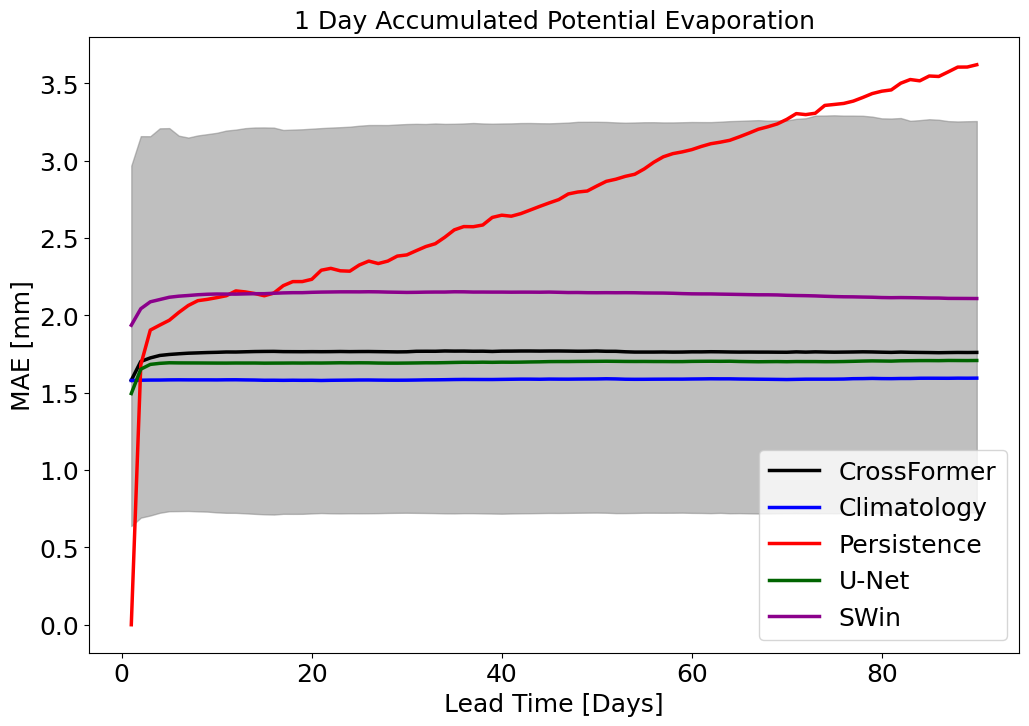 1 Day Accumulated Potential Evaporation
MAE [mm]
3.5
3.0
2.5
2.0
1.5
1.0
0.5
0.0
CrossFormer
Climatology
Persistence
U-Net
SWin
0 20 40 60 80
Lead Time [Days]